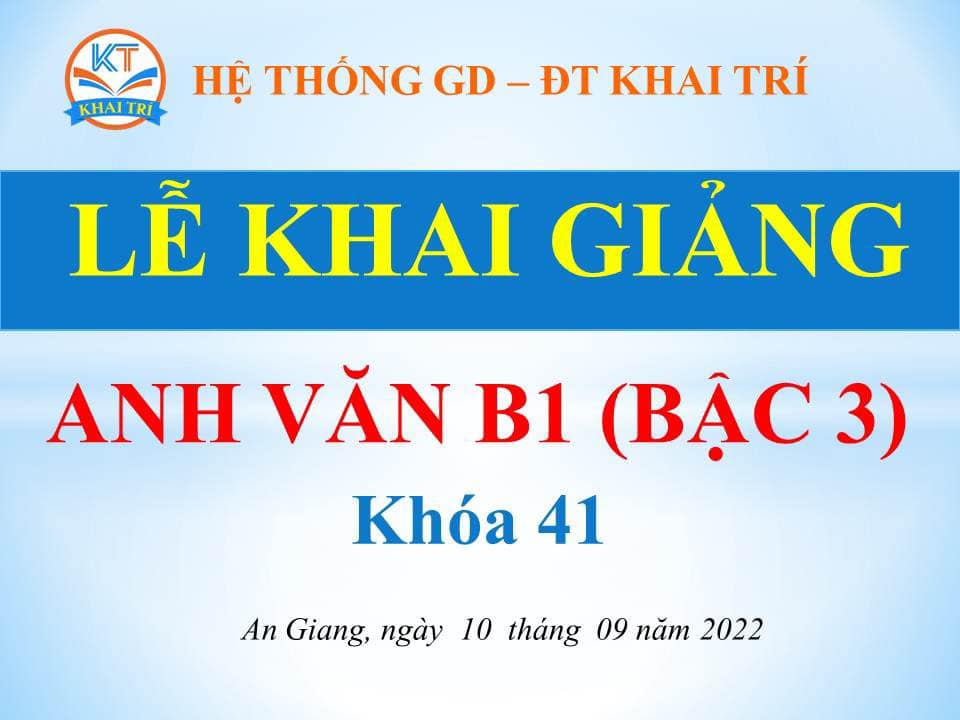 KT
KHAI TRÍ
HỆ THỐNG GD – ĐT KHAI TRÍ
LỄ KHAI GIẢNG
ANH VĂN B1 (BẬC 3)
Khóa 41
An Giang, ngày 10 tháng 09 năm 2022